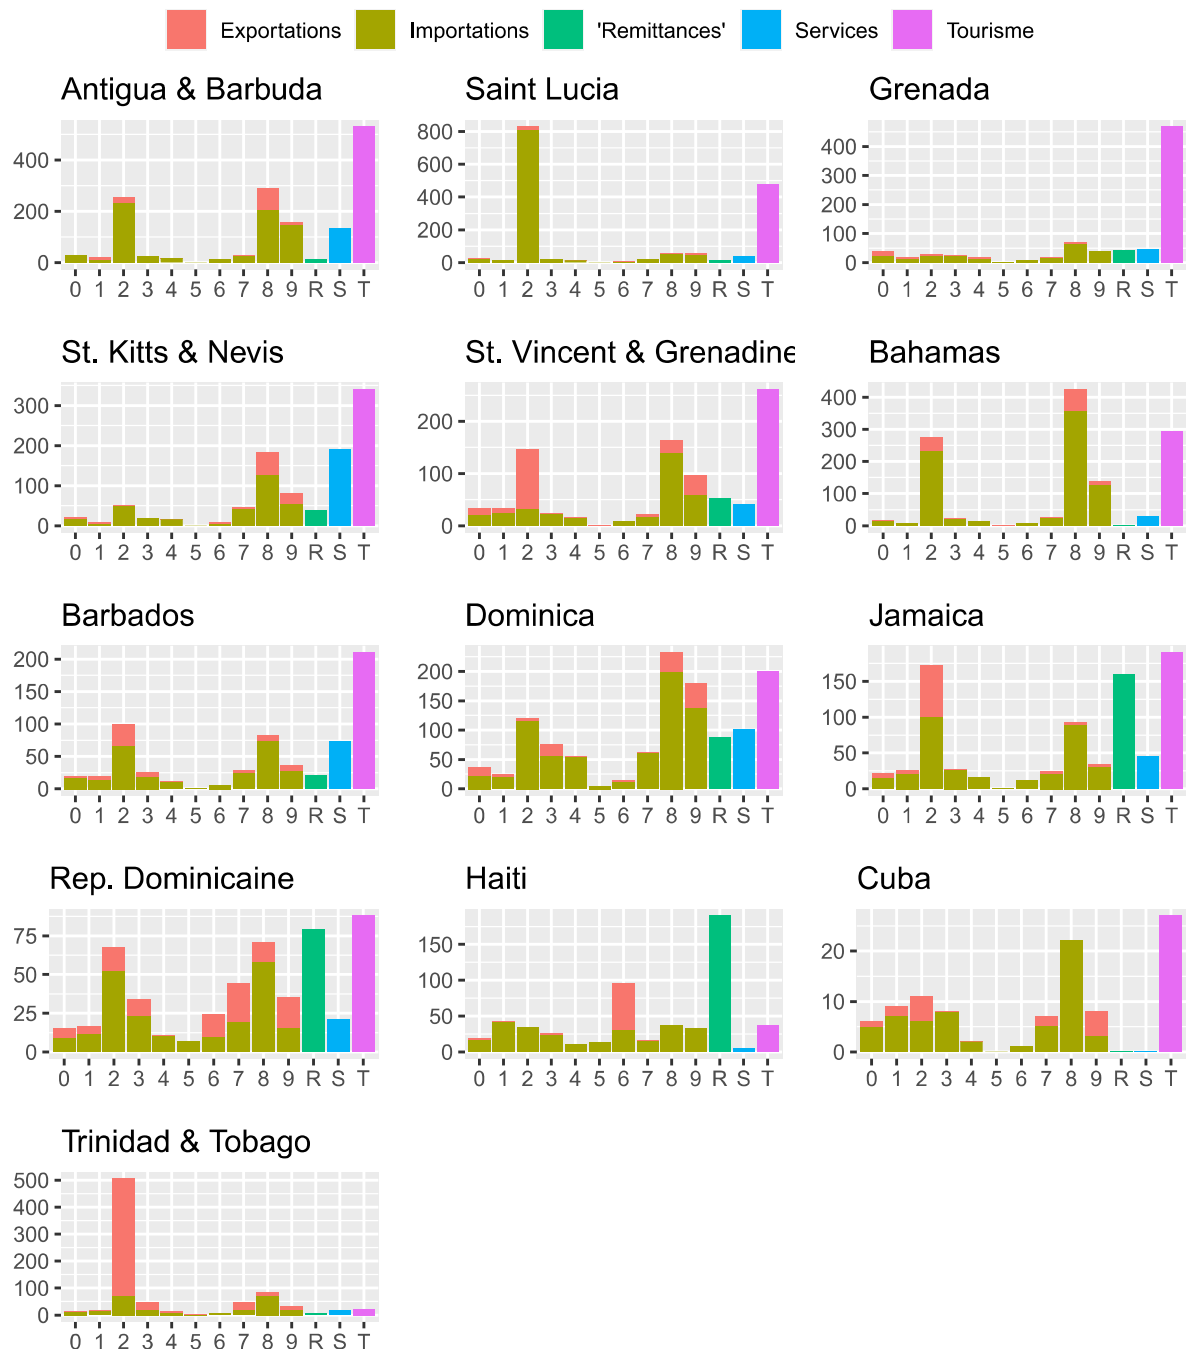 Exportations Importations 'Remittances' Services Tourisme
Antigua & Barbuda
400
200
0
0 1 2 3 4 5 6 7 8 9 R S T
Saint Lucia
800
600
400
200
0
0 1 2 3 4 5 6 7 8 9 R S T
Grenada
400
300
200
100
0
0 1 2 3 4 5 6 7 8 9 R S T
St. Kitts & Nevis
300
200
100
0
0 1 2 3 4 5 6 7 8 9 R S T
St. Vincent & Grenadine
200
100
0
0 1 2 3 4 5 6 7 8 9 R S T
Bahamas
400
300
200
100
0
0 1 2 3 4 5 6 7 8 9 R S T
Barbados
200
150
100
50
0
0 1 2 3 4 5 6 7 8 9 R S T
Dominica
200
150
100
50
0
0 1 2 3 4 5 6 7 8 9 R S T
Jamaica
150
100
50
0
0 1 2 3 4 5 6 7 8 9 R S T
Rep. Dominicaine
75
50
25
0
0 1 2 3 4 5 6 7 8 9 R S T
Haiti
150
100
50
0
0 1 2 3 4 5 6 7 8 9 R S T
Cuba
20
10
0
0 1 2 3 4 5 6 7 8 9 R S T
Trinidad & Tobago
500
400
300
200
100
0
0 1 2 3 4 5 6 7 8 9 R S T